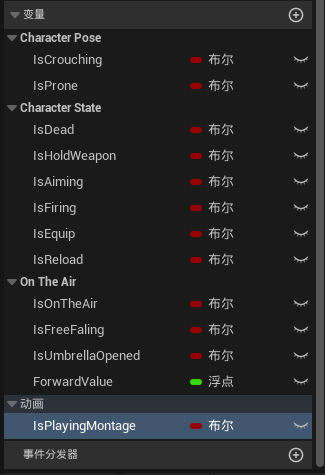 变量
Character Pose
IsCrouching 布尔
IsProne 布尔
Character State
IsDead 布尔
IsHoldWeapon 布尔
IsAiming 布尔
IsFiring 布尔
IsEquip 布尔
IsReload 布尔
On The Air
IsOnTheAir 布尔
IsFreeFaling 布尔
IsUmbrellaOpened 布尔
ForwardValue 浮点
动画
IsPlayingMontage 布尔
事件分发器